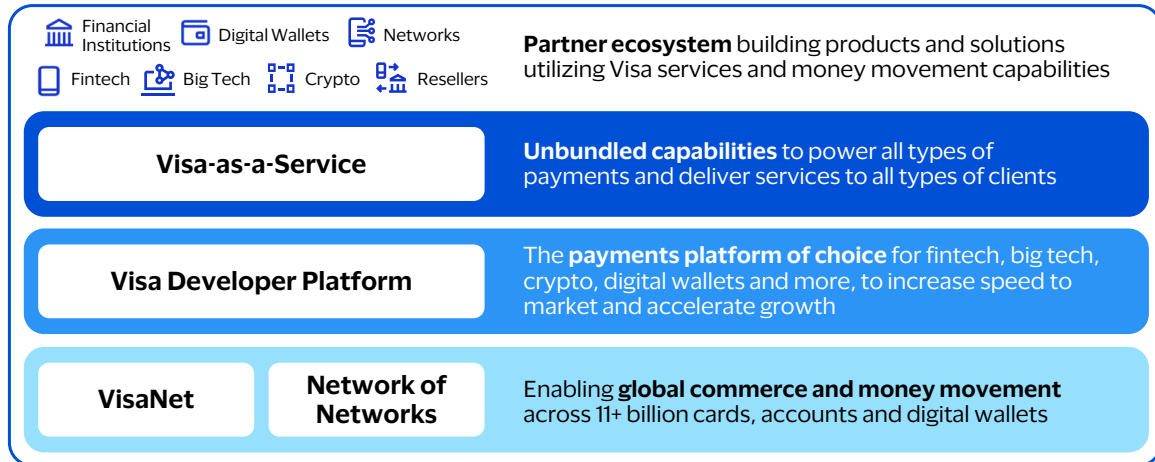 Financial
Institutions
Digital Wallets
Networks
Fintech
Big Tech
Crypto
Resellers
Partner ecosystem building products and solutions
utilizing Visa services and money movement capabilities
Visa-as-a-Service
Unbundled capabilities to power all types of
payments and deliver services to all types of clients
Visa Developer Platform
The payments platform of choice for fintech, big tech,
crypto, digital wallets and more, to increase speed to
market and accelerate growth
VisaNet
Network of
Networks
Enabling global commerce and money movement
across 11+ billion cards, accounts and digital wallets